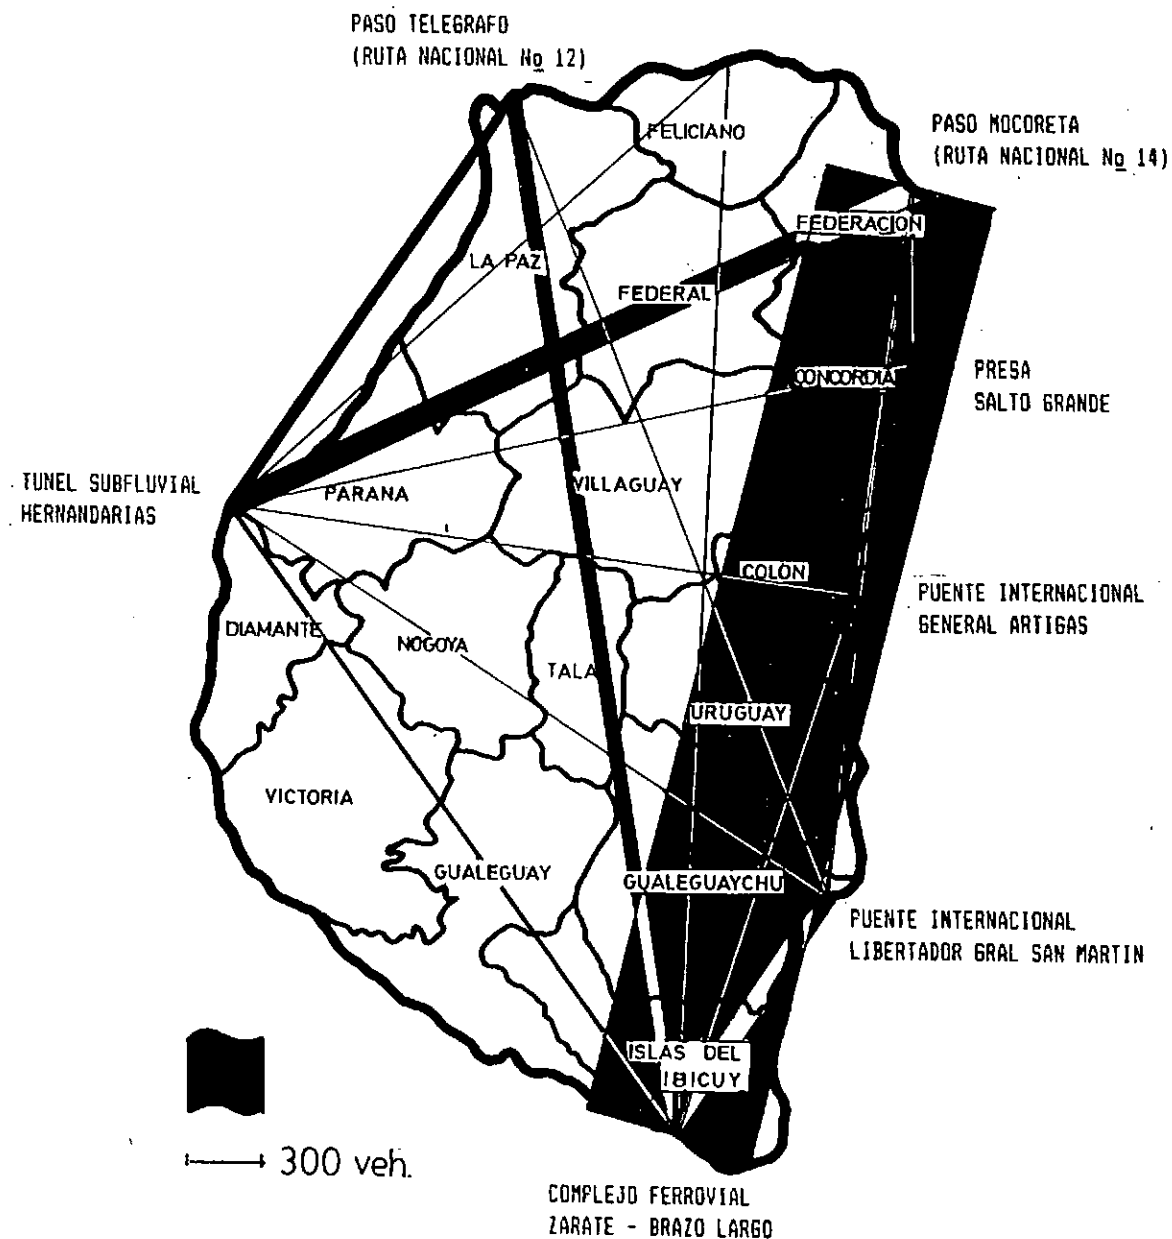 PASO TELEGRAFO
(RUTA NACIONAL No 12)
PASO MOCORETA
(RUTA NACIONAL No 14)
FELICIANO
FEDERACION
LA PAZ
FEDERAL
CONCORDIA
PRESA
SALTO GRANDE
TUNEL SUBFLUVIAL
HERNANDARIAS
PARANA
VILLAGUAY
COLON
PUENTE INTERNACIONAL
GENERAL ARTIGAS
DIAMANTE
NOGOYA
TALA
URUGUAY
VICTORIA
GUALEGUAY
GUALEGUAYCHU
PUENTE INTERNACIONAL
LIBERTADOR GRAL SAN MARTIN
ISLAS DEL
IBICUY
300 veh.
COMPLEJO FERROVIAL
ZARATE - BRAZO LARGO